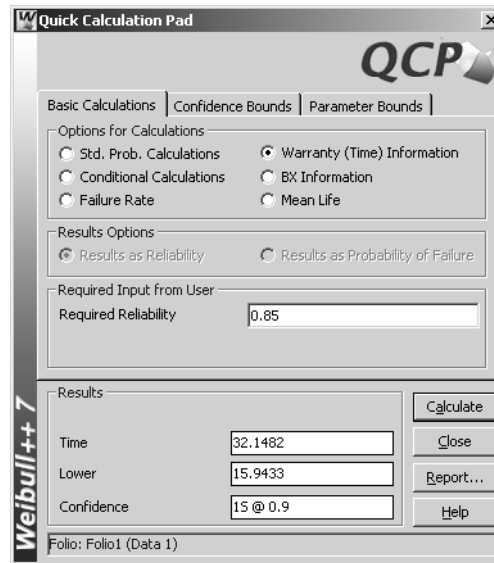 Quick Calculation Pad
QCP
Basic Calculations
Confidence Bounds
Parameter Bounds
Options for Calculations
Std. Prob. Calculations
Warranty (Time) Information
Conditional Calculations
BX Information
Failure Rate
Mean Life
Results Options
Results as Reliability
Results as Probability of Failure
Required Input from User
Required Reliability
0.85
Results
Calculate
Time
32.1482
Close
Lower
15.9433
Report...
Confidence
1S @ 0.9
Help
Weibull++ 7
Folio: Folio1 (Data 1)